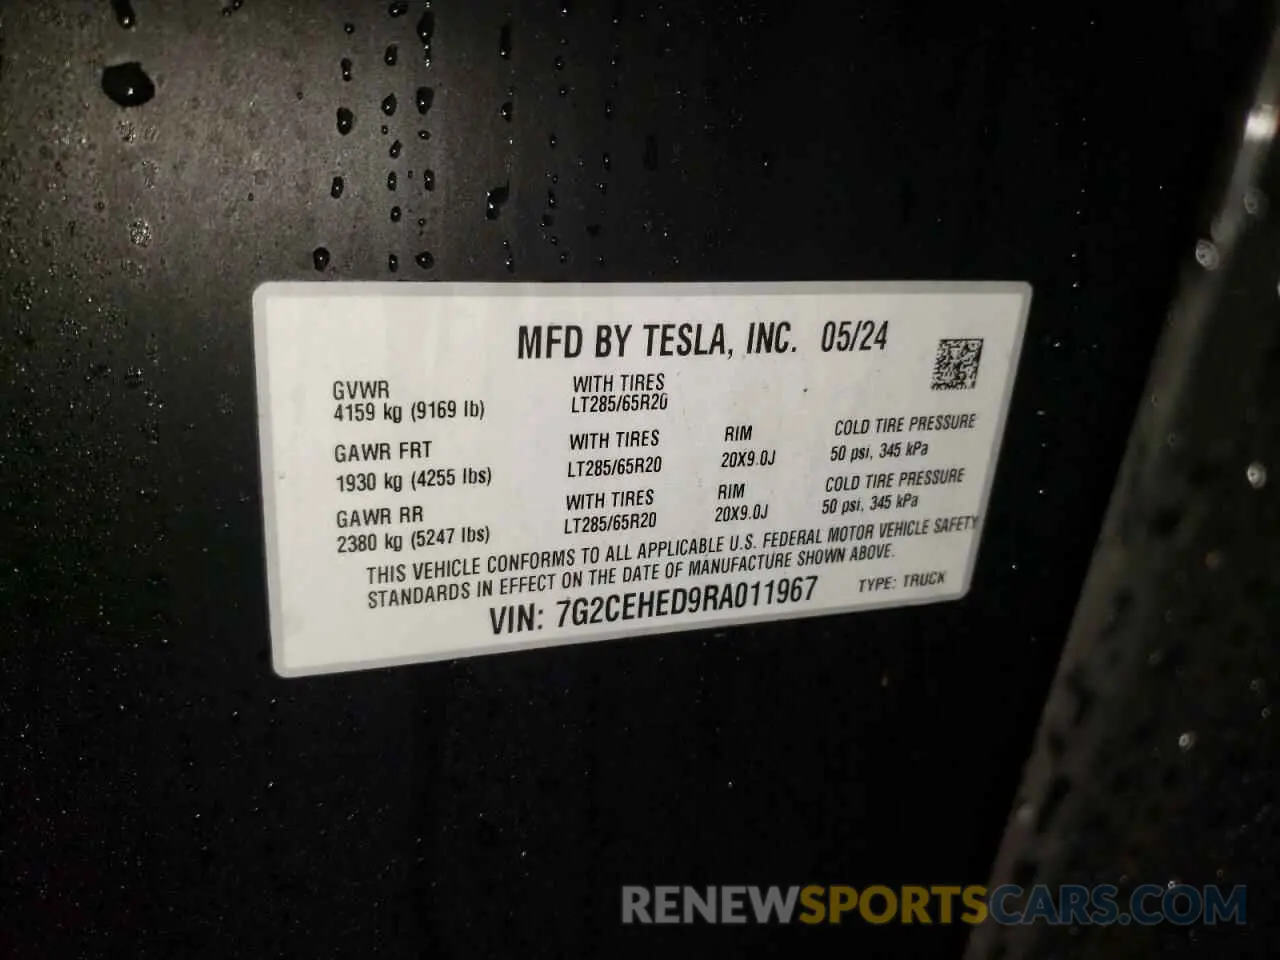 MFD BY TESLA, INC. 05/24
GVWR
4159 kg (9169 lb)
WITH TIRES
LT285/65R20
GAWR FRT
1930 kg (4255 lbs)
WITH TIRES
LT285/65R20
RIM
20X9.0J
COLD TIRE PRESSURE
50 psi, 345 kPa
GAWR RR
2380 kg (5247 lbs)
WITH TIRES
LT285/65R20
RIM
20X9.0J
COLD TIRE PRESSURE
50 psi, 345 kPa
THIS VEHICLE CONFORMS TO ALL APPLICABLE U.S. FEDERAL MOTOR VEHICLE SAFETY
STANDARDS IN EFFECT ON THE DATE OF MANUFACTURE SHOWN ABOVE.
VIN: 7G2CEHED9RA011967 TYPE: TRUCK
RENEWSPORTSCARS.COM